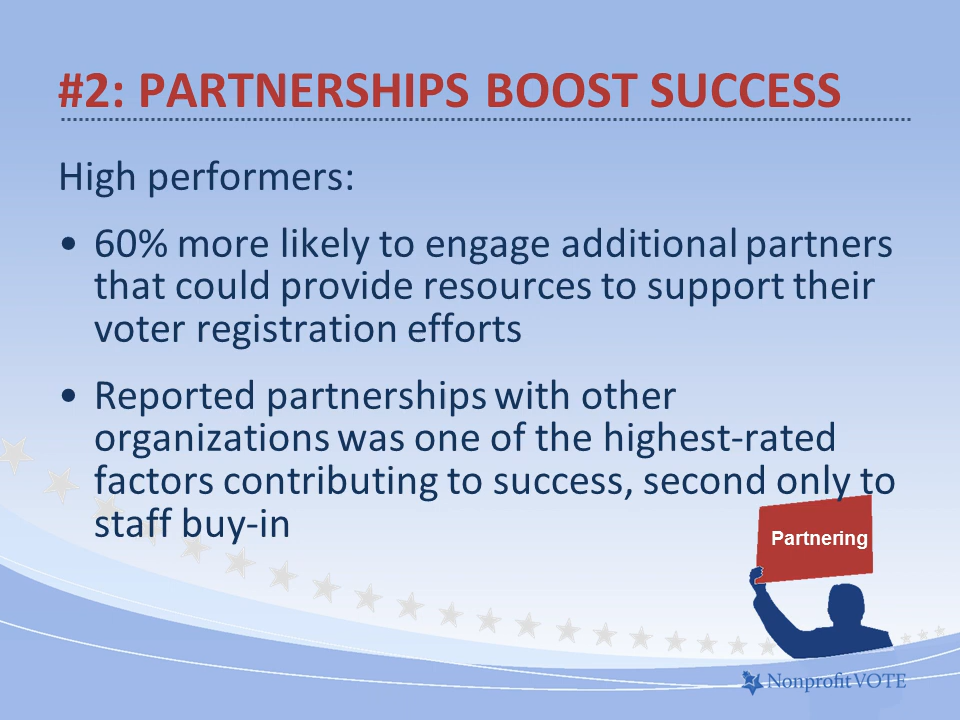 #2: PARTNERSHIPS BOOST SUCCESS
High performers:
• 60% more likely to engage additional partners
that could provide resources to support their
voter registration efforts
• Reported partnerships with other
organizations was one of the highest-rated
factors contributing to success, second only to
staff buy-in
Partnering
NonprofitVOTE